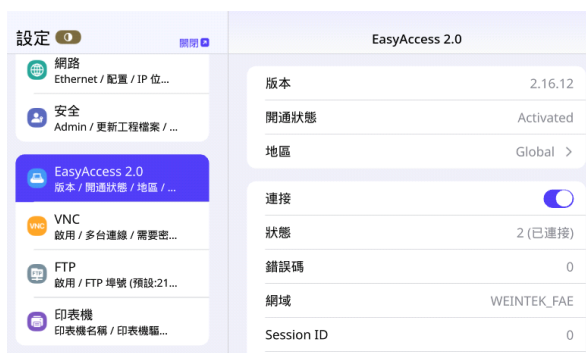 設定
關閉
網路
Ethernet / 配置 / IP 位...
安全
Admin / 更新工程檔案 / ...
EasyAccess 2.0
版本 / 開通狀態 / 地區 / ...
VNC
VNC
啟用 / 多台連線 / 需要密...
FTP
FTP
啟用 / FTP 埠號 (預設:21...
印表機
印表機名稱 / 印表機驅...
EasyAccess 2.0
版本 2.16.12
開通狀態 Activated
地區 Global >
連接
狀態 2 (已連接)
錯誤碼 0
網域 WEINTEK_FAE
Session ID 0